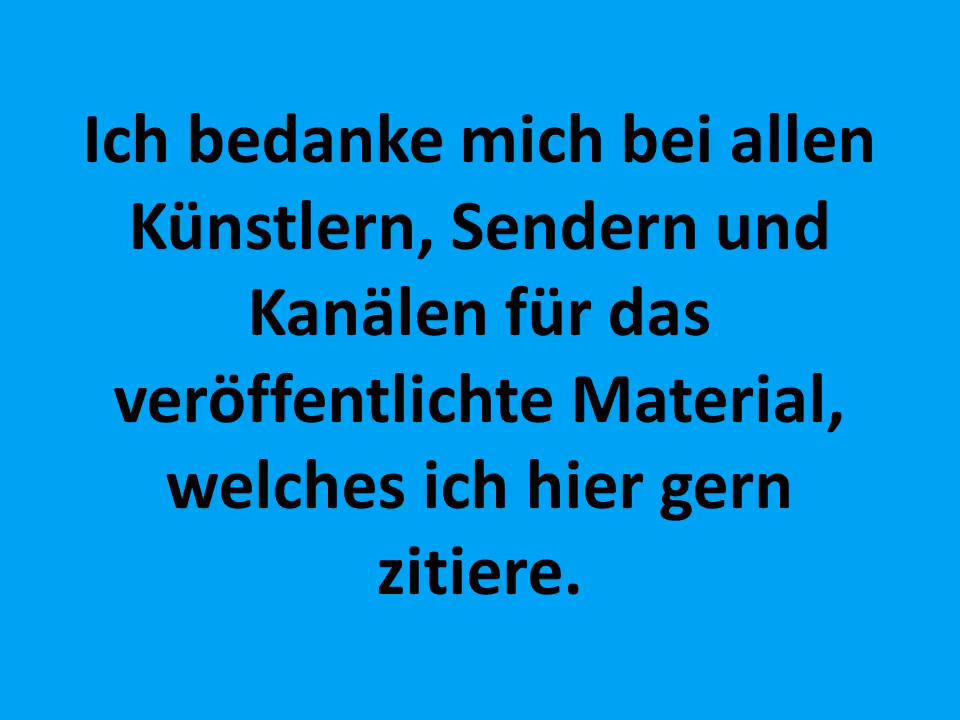 Ich bedanke mich bei allen
Künstlern, Sendern und
Kanälen für das
veröffentlichte Material,
welches ich hier gern
zitiere.